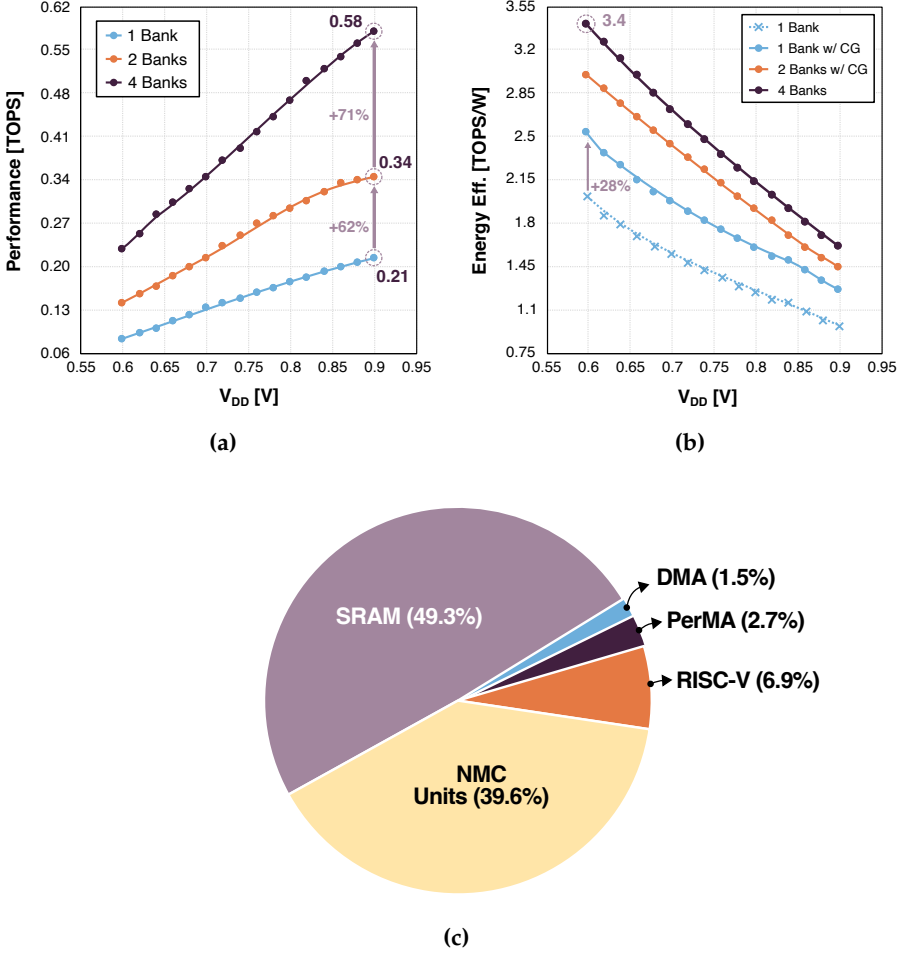 Performance [TOPS]
0.62
0.55
0.48
0.41
0.34
0.27
0.20
0.13
0.06
1 Bank
2 Banks
4 Banks
0.58
+71%
0.34
+62%
0.21
0.55
0.6
0.65
0.7
0.75
0.8
0.85
0.9
0.95
VDD [V]
(a)
Energy Eff. [TOPS/W]
3.55
3.2
2.85
2.5
2.15
1.8
1.45
1.1
0.75
3.4
1 Bank
1 Bank w/ CG
2 Banks w/ CG
4 Banks
+28%
0.55
0.6
0.65
0.7
0.75
0.8
0.85
0.9
0.95
VDD [V]
(b)
SRAM (49.3%)
DMA (1.5%)
PerMA (2.7%)
RISC-V (6.9%)
NMC
Units (39.6%)
(c)